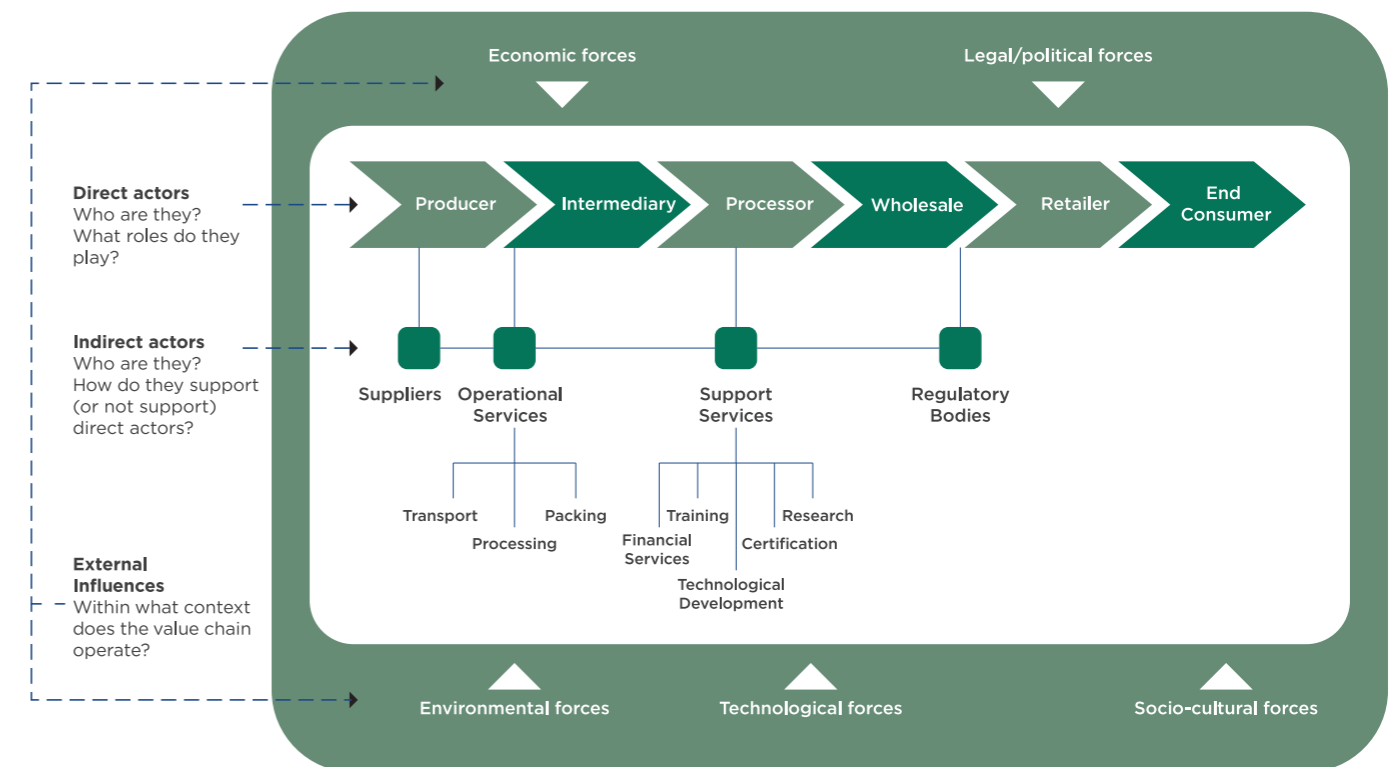 Economic forces
Legal/political forces
Direct actors
Who are they?
What roles do they
play?
Producer
Intermediary
Processor
Wholesale
Retailer
End
Consumer
Indirect actors
Who are they?
How do they support
(or not support)
direct actors?
Suppliers
Operational
Services
Support
Services
Regulatory
Bodies
Transport
Processing
Packing
Financial
Services
Training
Technological
Development
Certification
Research
External
Influences
Within what context
does the value chain
operate?
Environmental forces
Technological forces
Socio-cultural forces